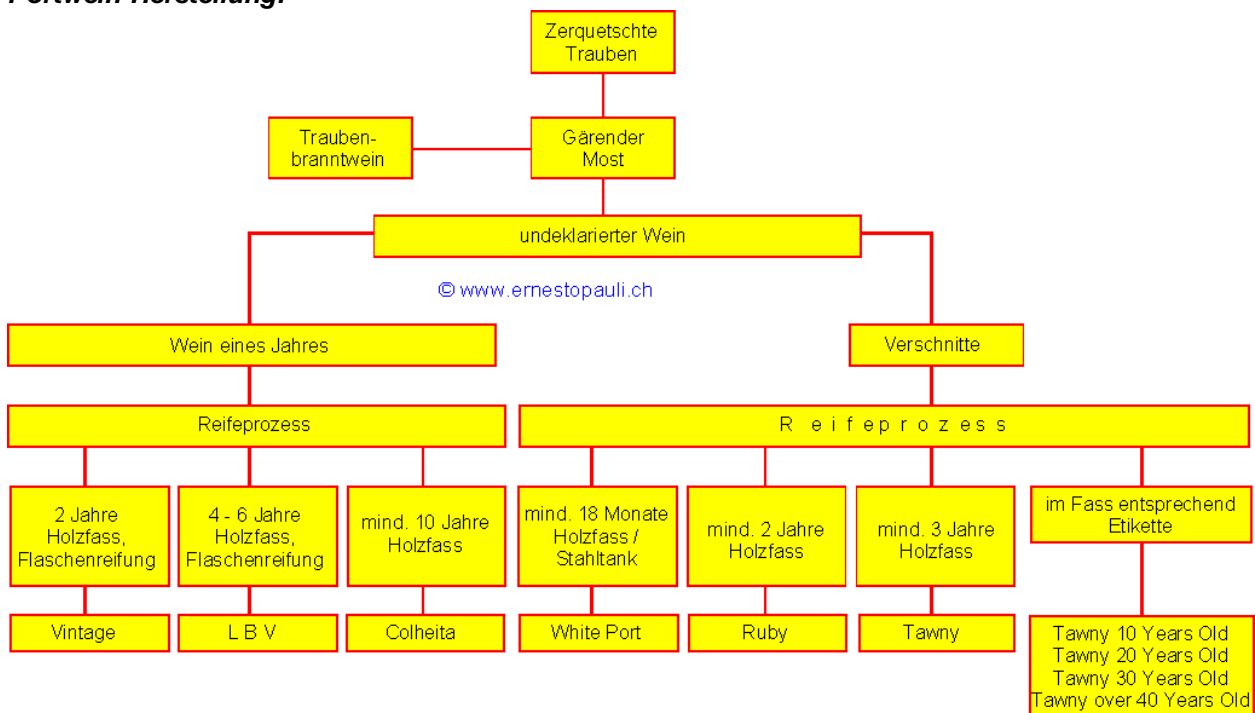 Portwein-Herstellung:
Zerquetschte
Trauben
Trauben-
branntwein
Gärender
Most
undeklarierter Wein
© www.ernestopauli.ch
Wein eines Jahres
Verschnitte
Reifeprozess
Reifeprozess
2 Jahre
Holzfass,
Flaschenreifung
4 - 6 Jahre
Holzfass,
Flaschenreifung
mind. 10 Jahre
Holzfass
mind. 18 Monate
Holzfass /
Stahltank
mind. 2 Jahre
Holzfass
mind. 3 Jahre
Holzfass
im Fass entsprechend
Etikette
Vintage
L B V
Colheita
White Port
Ruby
Tawny
Tawny 10 Years Old
Tawny 20 Years Old
Tawny 30 Years Old
Tawny over 40 Years Old